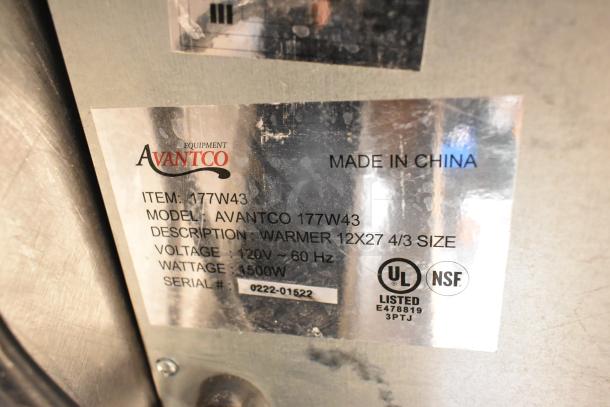 EQUIPMENT
AVANTCO
MADE IN CHINA
ITEM: 177W43
MODEL: AVANTCO 177W43
DESCRIPTION: WARMER 12X27 4/3 SIZE
VOLTAGE : 120V ~ 60 Hz
WATTAGE : 1500W
SERIAL # : 0222-01522
UL
NSF
LISTED
E478819
3PTJ